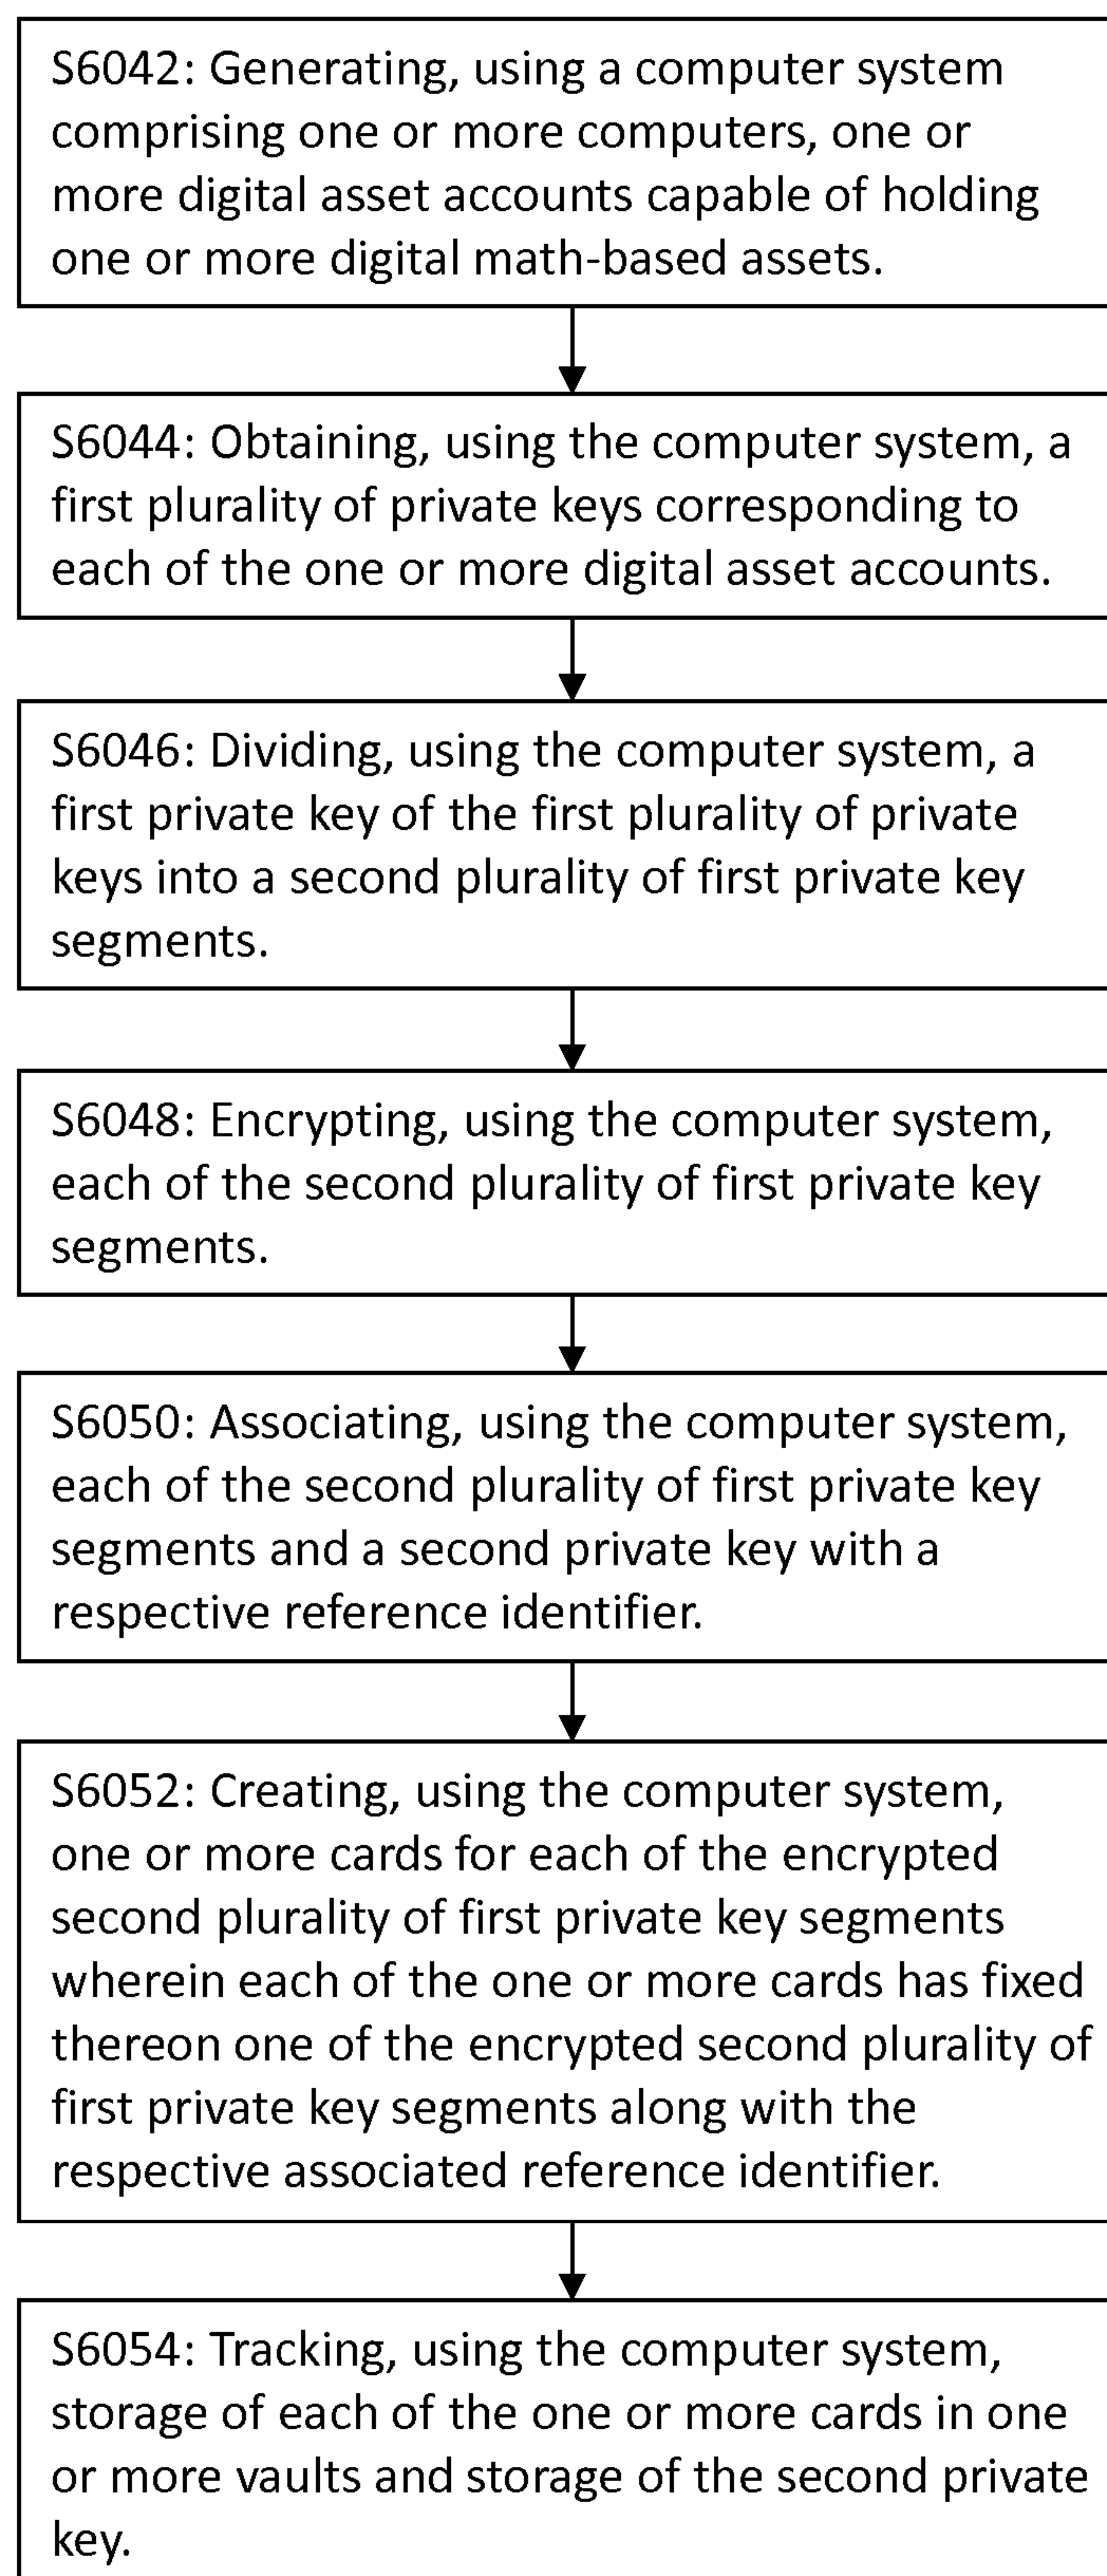 S6042: Generating, using a computer system
comprising one or more computers, one or
more digital asset accounts capable of holding
one or more digital math-based assets.
S6044: Obtaining, using the computer system, a
first plurality of private keys corresponding to
each of the one or more digital asset accounts.
S6046: Dividing, using the computer system, a
first private key of the first plurality of private
keys into a second plurality of first private key
segments.
S6048: Encrypting, using the computer system,
each of the second plurality of first private key
segments.
S6050: Associating, using the computer system,
each of the second plurality of first private key
segments and a second private key with a
respective reference identifier.
S6052: Creating, using the computer system,
one or more cards for each of the encrypted
second plurality of first private key segments
wherein each of the one or more cards has fixed
thereon one of the encrypted second plurality of
first private key segments along with the
respective associated reference identifier.
S6054: Tracking, using the computer system,
storage of each of the one or more cards in one
or more vaults and storage of the second private
key.